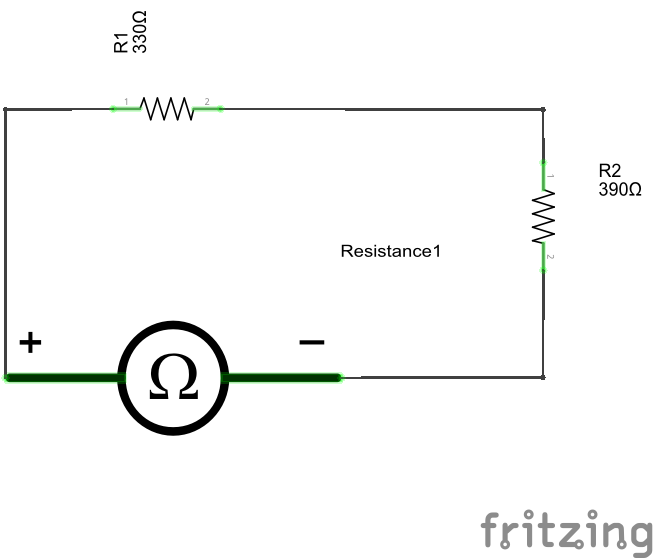 R1
330Ω
1
2
R2
390Ω
1
2
Resistance1
+
−
Ω
fritzing